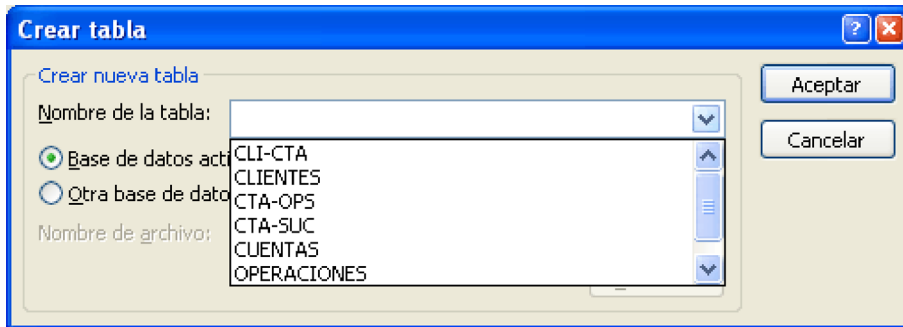 Crear tabla
Crear nueva tabla
Aceptar
Nombre de la tabla:
Cancelar
Base de datos acti
CLI-CTA
CLIENTES
Otra base de dato
CTA-OPS
CTA-SUC
Nombre de archivo:
CUENTAS
OPERACIONES